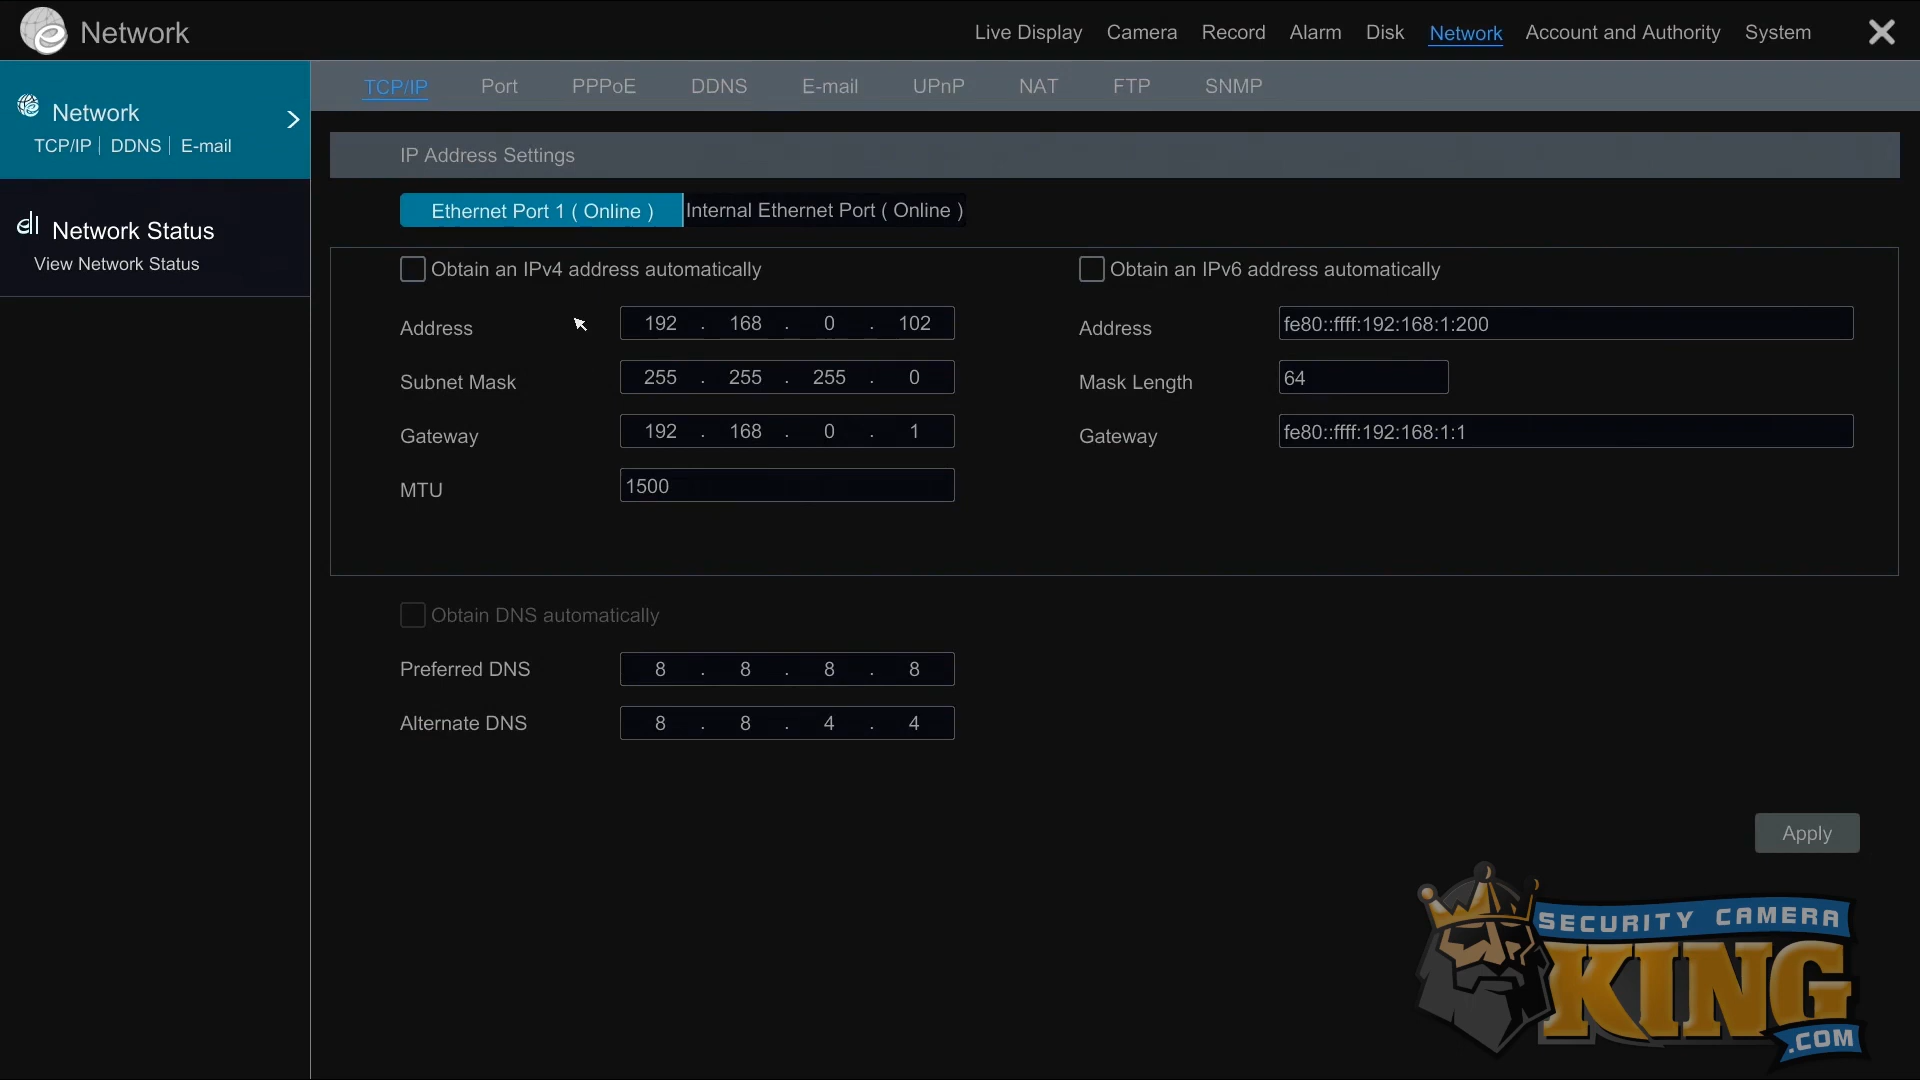 Network
Live Display Camera Record Alarm Disk Network Account and Authority System
Network
TCP/IP | DDNS | E-mail
Network Status
View Network Status
TCP/IP Port PPPoE DDNS E-mail UPnP NAT FTP SNMP
IP Address Settings
Ethernet Port 1 ( Online ) Internal Ethernet Port ( Online )
Obtain an IPv4 address automatically
Address 192 . 168 . 0 . 102
Subnet Mask 255 . 255 . 255 . 0
Gateway 192 . 168 . 0 . 1
MTU 1500
Obtain an IPv6 address automatically
Address fe80::ffff:192:168:1:200
Mask Length 64
Gateway fe80::ffff:192:168:1:1
Obtain DNS automatically
Preferred DNS 8 . 8 . 8 . 8
Alternate DNS 8 . 8 . 4 . 4
Apply
SECURITY CAMERA
KING
.COM